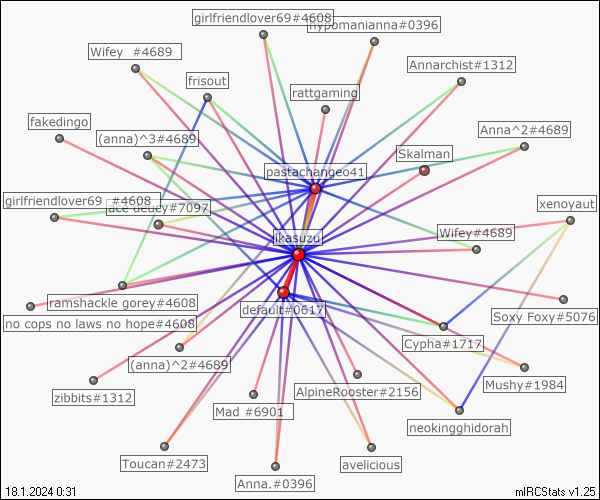 girlfriendlover69#4608
hypomanianna#0396
Wifey  #4689
Annarchist#1312
frisout
rattgaming
fakedingo
(anna)^3#4689
Anna^2#4689
Skalman
pastachangeo41
girlfriendlover69  #4608
ace deucy#7097
xenoyaut
ikasuzu
Wifey#4689
ramshackle gorey#4608
default#0617
Soxy Foxy#5076
no cops no laws no hope#4608
Cypha#1717
(anna)^2#4689
Mushy#1984
AlpineRooster#2156
zibbits#1312
Mad #6901
neokingghidorah
Toucan#2473
avelicious
Anna.#0396
18.1.2024 0:31
mIRCStats v1.25